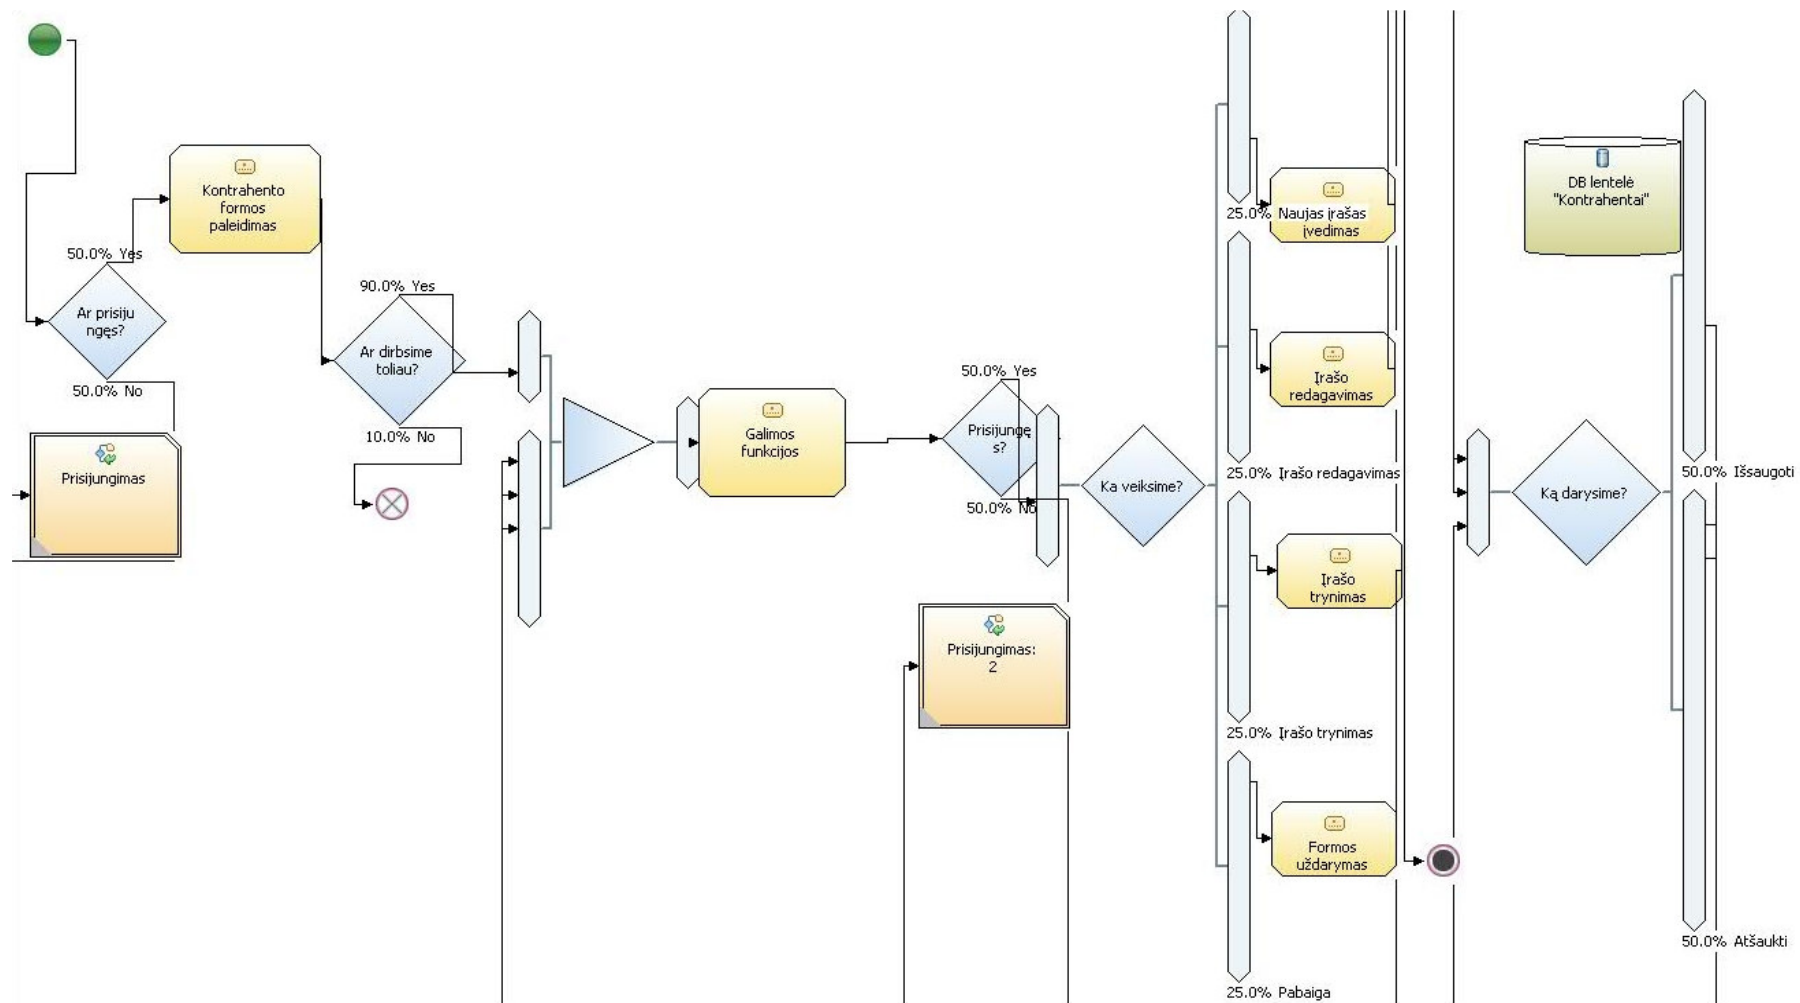 Kontrahento
formos
paleidimas
50.0% Yes
Ar prisiju
ngęs?
50.0% No
Prisijungimas
90.0% Yes
Ar dirbsime
toliau?
10.0% No
Galimos
funkcijos
50.0% Yes
Prisijungę
s?
50.0% No
Prisijungimas:
2
Ka veiksime?
25.0% Naujas įrašas
įvedimas
Įrašo
redagavimas
25.0% Įrašo redagavimas
Įrašo
trynimas
25.0% Įrašo trynimas
Formos
uždarymas
25.0% Pabaiga
DB lentelė
"Kontrahentai"
Ką darysime?
50.0% Išsaugoti
50.0% Atšaukti